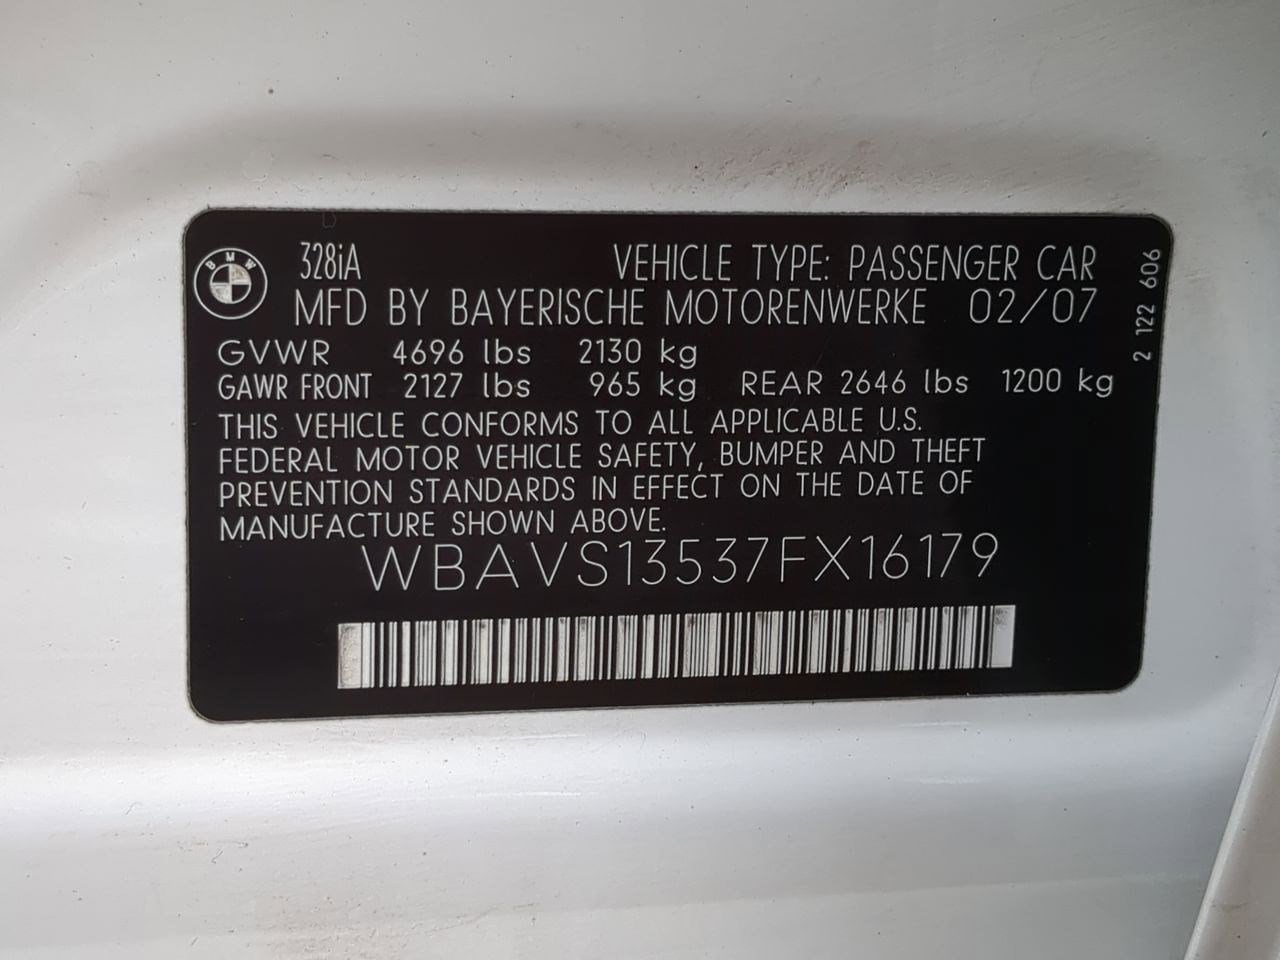 BMW
328iA
VEHICLE TYPE: PASSENGER CAR
MFD BY BAYERISCHE MOTORENWERKE 02/07
GVWR 4696 lbs 2130 kg
GAWR FRONT 2127 lbs 965 kg REAR 2646 lbs 1200 kg
THIS VEHICLE CONFORMS TO ALL APPLICABLE U.S.
FEDERAL MOTOR VEHICLE SAFETY, BUMPER AND THEFT
PREVENTION STANDARDS IN EFFECT ON THE DATE OF
MANUFACTURE SHOWN ABOVE.
WBAVS13537FX16179
2 122 606